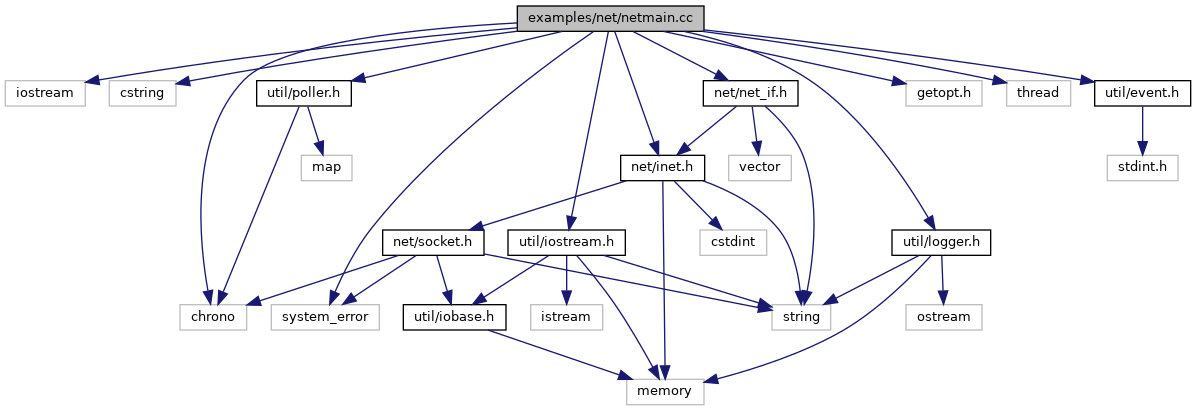 examples/net/netmain.cc
iostream
cstring
util/poller.h
net/net_if.h
getopt.h
thread
util/event.h
map
net/inet.h
vector
stdint.h
net/socket.h
util/iostream.h
cstdint
util/logger.h
chrono
system_error
util/iobase.h
istream
string
ostream
memory